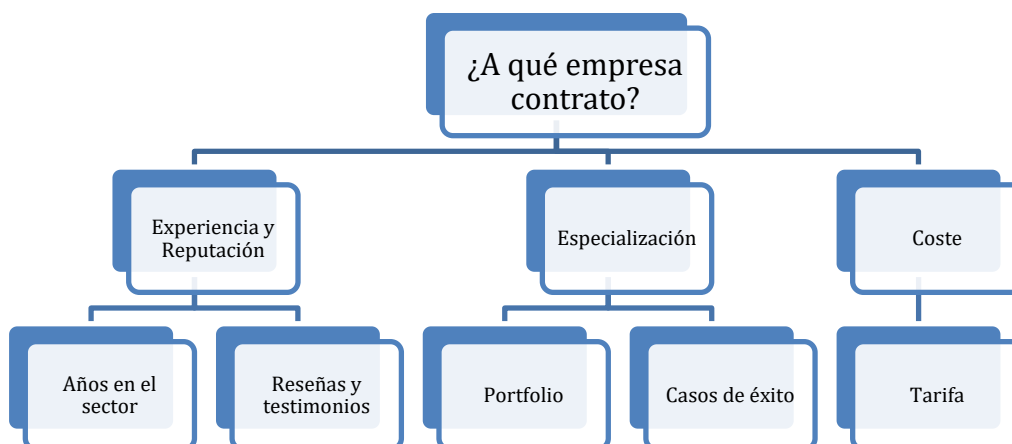 ¿A qué empresa
contrato?
Experiencia y
Reputación
Especialización
Coste
Años en el
sector
Reseñas y
testimonios
Portfolio
Casos de éxito
Tarifa